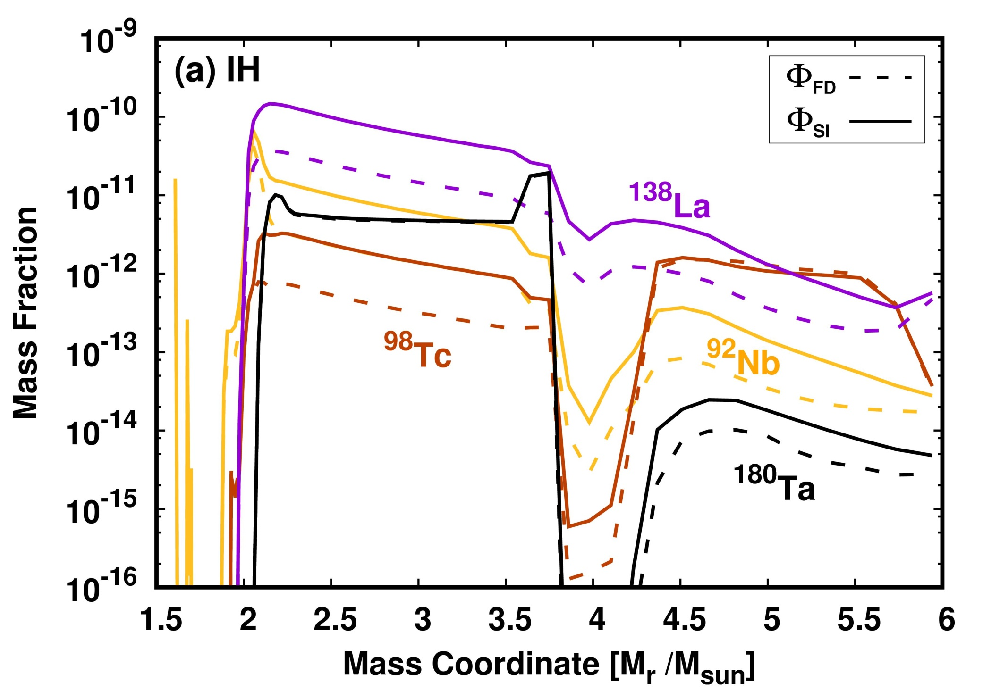 10^-9
10^-10
10^-11
10^-12
10^-13
10^-14
10^-15
10^-16
Mass Fraction
(a) IH
Φ_FD
Φ_SI
138La
98Tc
92Nb
180Ta
1.5 2 2.5 3 3.5 4 4.5 5 5.5 6
Mass Coordinate [M_r /M_sun]